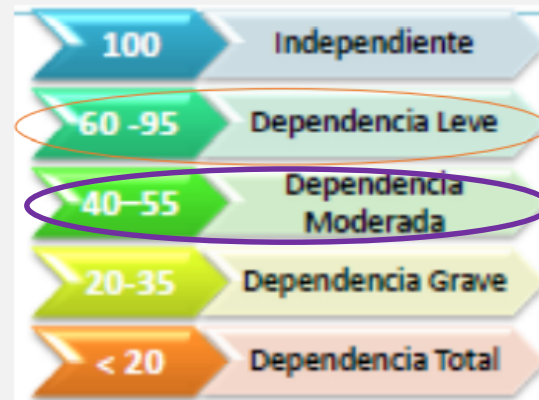 100 Independiente
60 -95 Dependencia Leve
40–55 Dependencia
Moderada
20-35 Dependencia Grave
< 20 Dependencia Total